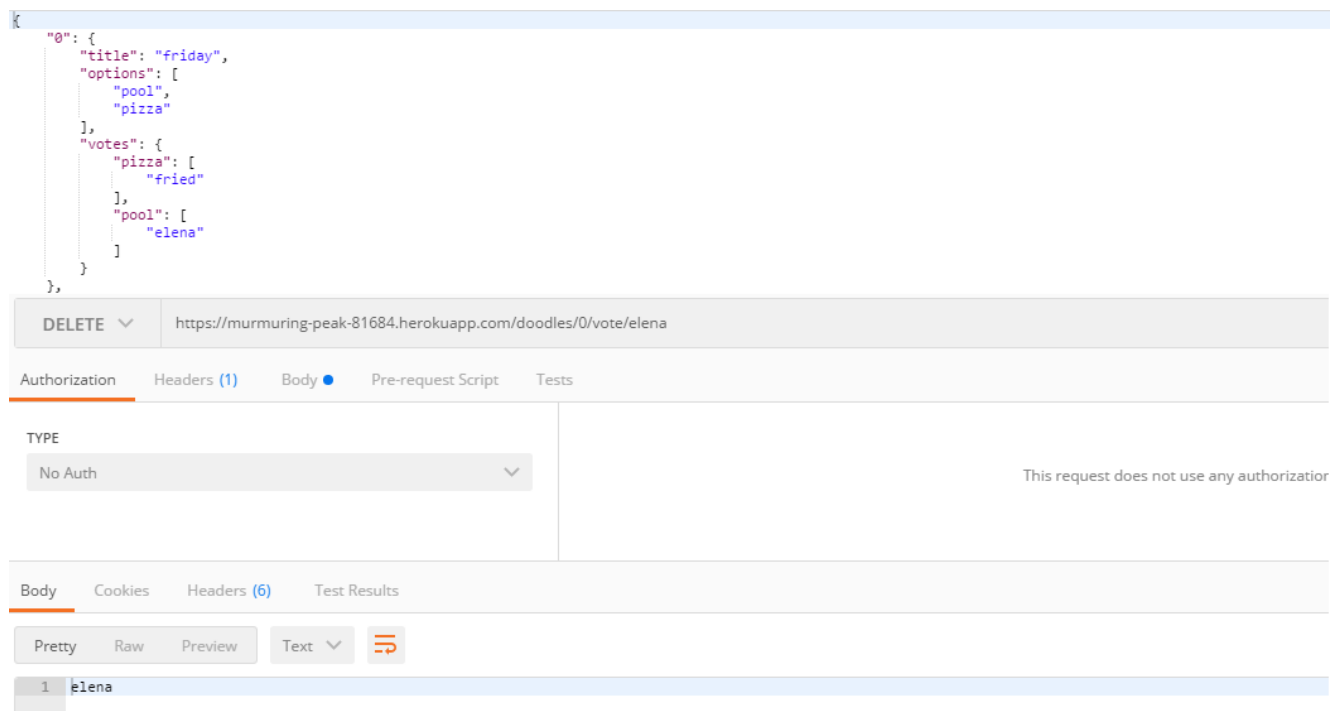 {
"0": {
"title": "friday",
"options": [
"pool",
"pizza"
],
"votes": {
"pizza": [
"fried"
],
"pool": [
"elena"
]
}
},
DELETE https://murmuring-peak-81684.herokuapp.com/doodles/0/vote/elena
Authorization Headers (1) Body Pre-request Script Tests
TYPE
No Auth
This request does not use any authorization
Body Cookies Headers (6) Test Results
Pretty Raw Preview Text
1 elena